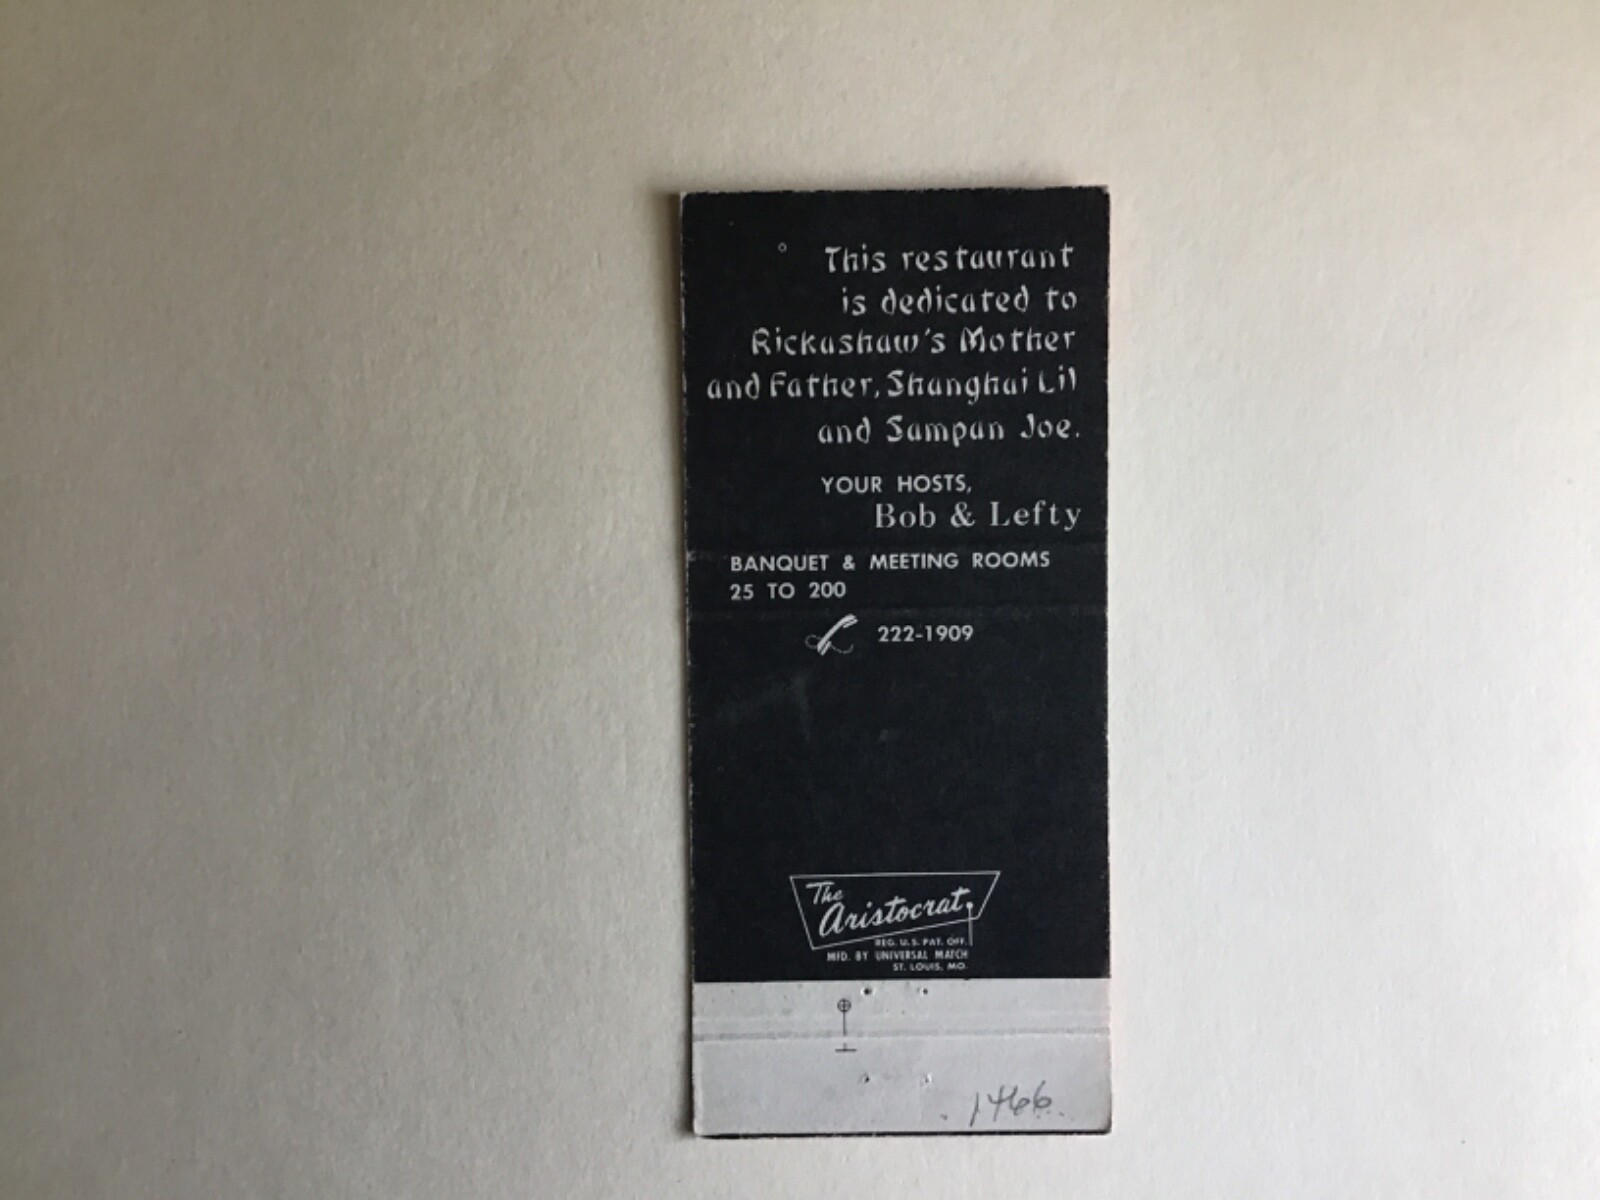 This restaurant
is dedicated to
Rickashaw's Mother
and Father, Shanghai Lil
and Sampan Joe.
YOUR HOSTS,
Bob & Lefty
BANQUET & MEETING ROOMS
25 TO 200
222-1909
The
Aristocrat
REG. U.S. PAT. OFF.
MFD. BY UNIVERSAL MATCH
ST. LOUIS, MO.
1466